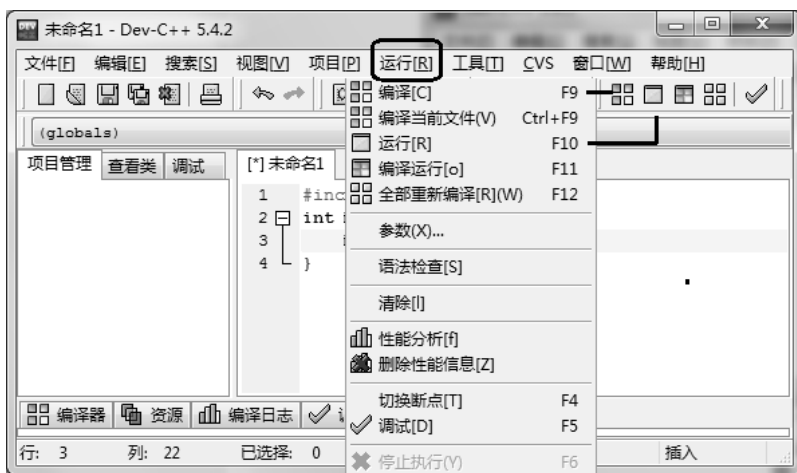 未命名1 - Dev-C++ 5.4.2
文件[F] 编辑[E] 搜索[S] 视图[V] 项目[P] 运行[R] 工具[T] CVS 窗口[W] 帮助[H]
(globals)
项目管理 查看类 调试
[*] 未命名1
1 #inc
2 int
3
4 }
编译[C] F9
编译当前文件(V) Ctrl+F9
运行[R] F10
编译运行[o] F11
全部重新编译[R](W) F12
参数(X)...
语法检查[S]
清除[l]
性能分析[f]
删除性能信息[Z]
切换断点[T] F4
调试[D] F5
停止执行(Y) F6
编译器 资源 编译日志
行: 3 列: 22 已选择: 0 插入